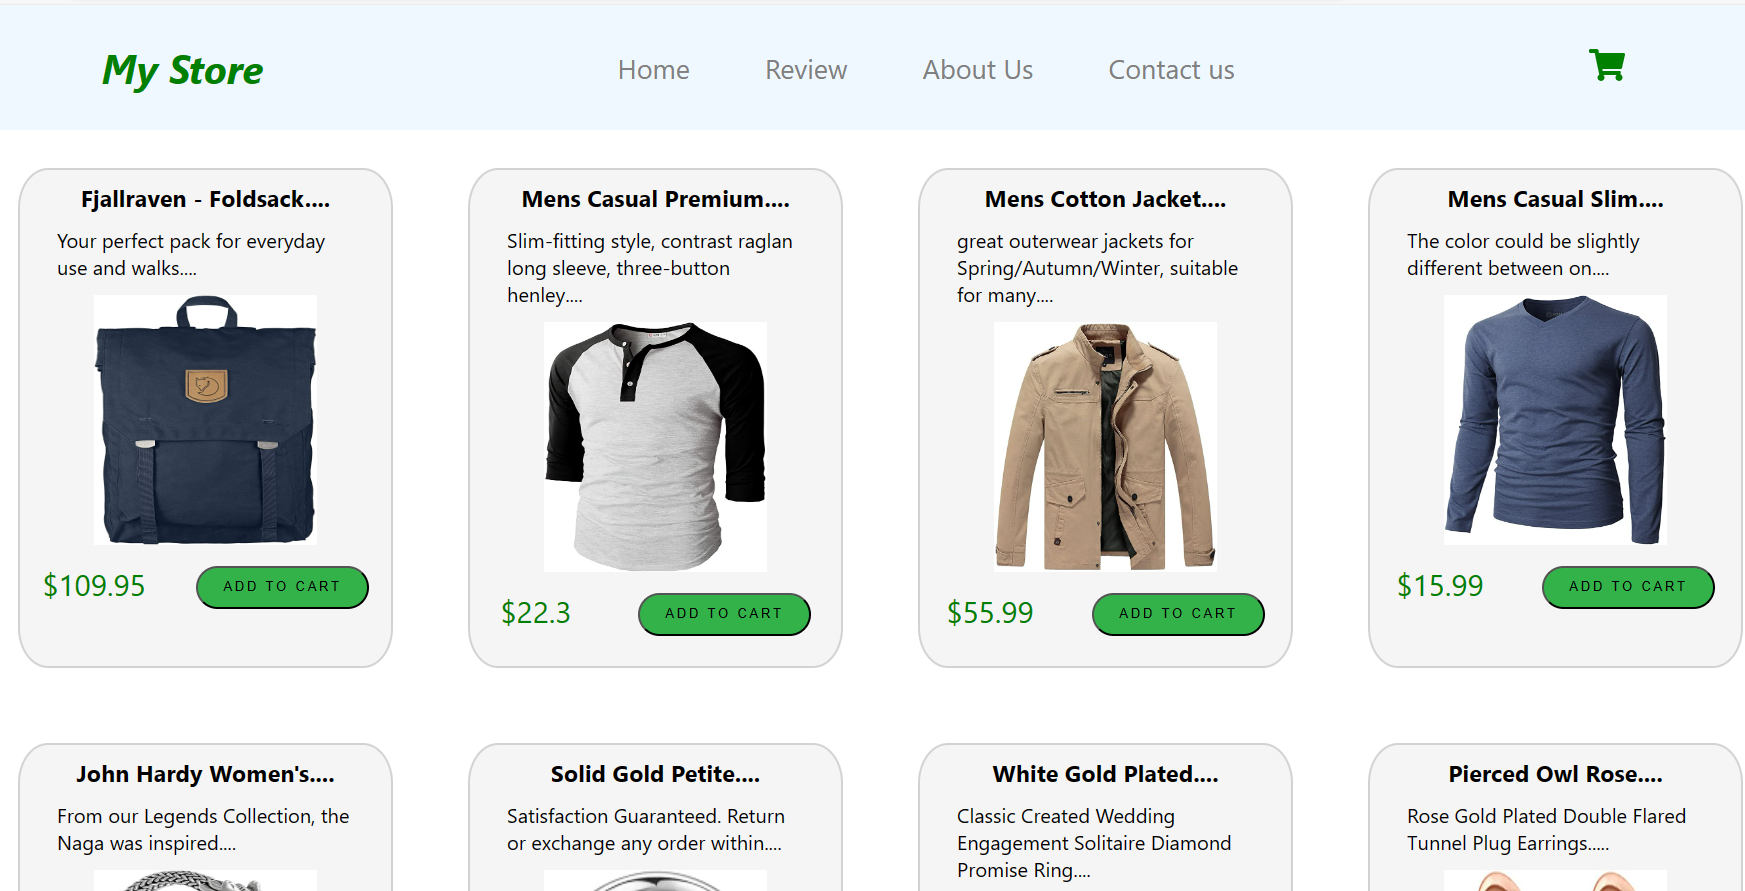 My Store
Home
Review
About Us
Contact us
Fjallraven - Foldsack....
Your perfect pack for everyday
use and walks....
$109.95
ADD TO CART
Mens Casual Premium....
Slim-fitting style, contrast raglan
long sleeve, three-button
henley....
$22.3
ADD TO CART
Mens Cotton Jacket....
great outerwear jackets for
Spring/Autumn/Winter, suitable
for many....
$55.99
ADD TO CART
Mens Casual Slim....
The color could be slightly
different between on....
$15.99
ADD TO CART
John Hardy Women's....
From our Legends Collection, the
Naga was inspired....
Solid Gold Petite....
Satisfaction Guaranteed. Return
or exchange any order within....
White Gold Plated....
Classic Created Wedding
Engagement Solitaire Diamond
Promise Ring....
Pierced Owl Rose....
Rose Gold Plated Double Flared
Tunnel Plug Earrings.....